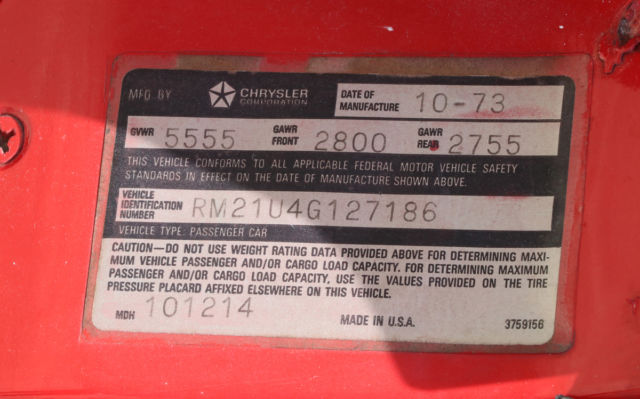 MFD. BY CHRYSLER CORPORATION DATE OF MANUFACTURE 10-73
GVWR 5555 GAWR FRONT 2800 GAWR REAR 2755
THIS VEHICLE CONFORMS TO ALL APPLICABLE FEDERAL MOTOR VEHICLE SAFETY
STANDARDS IN EFFECT ON THE DATE OF MANUFACTURE SHOWN ABOVE.
VEHICLE IDENTIFICATION NUMBER RM21U4G127186
VEHICLE TYPE: PASSENGER CAR
CAUTION—DO NOT USE WEIGHT RATING DATA PROVIDED ABOVE FOR DETERMINING MAXI-
MUM VEHICLE PASSENGER AND/OR CARGO LOAD CAPACITY. FOR DETERMINING MAXIMUM
PASSENGER AND/OR CARGO LOAD CAPACITY, USE THE VALUES PROVIDED ON THE TIRE
PRESSURE PLACARD AFFIXED ELSEWHERE ON THIS VEHICLE.
MDH 101214 MADE IN U.S.A. 3759156